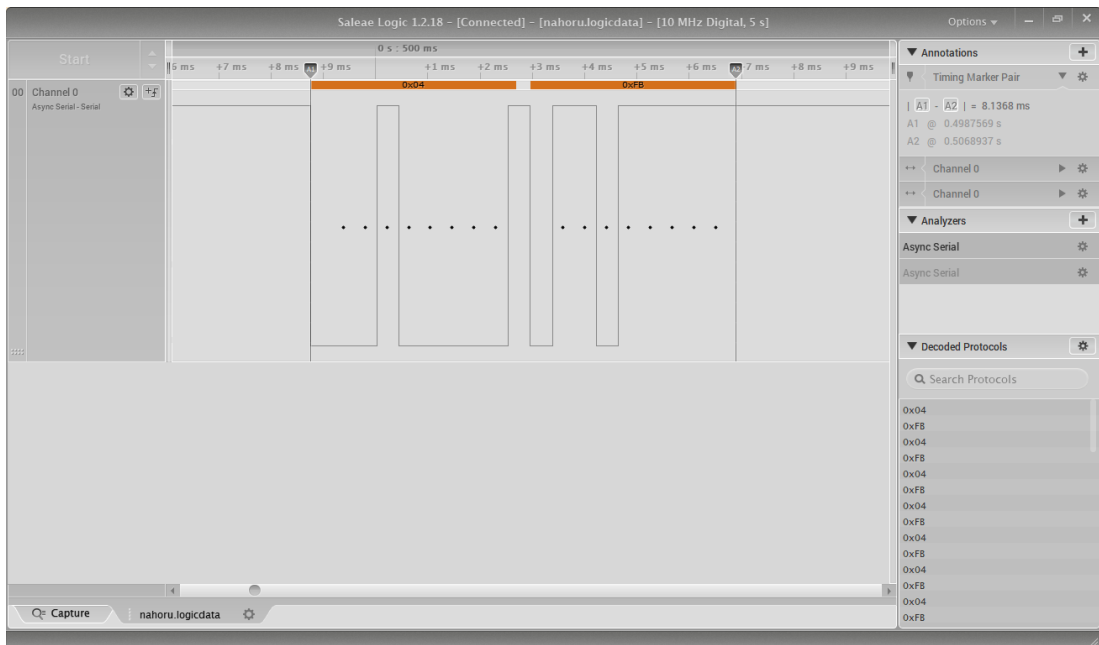 Saleae Logic 1.2.18 - [Connected] - [nahoru.logicdata] - [10 MHz Digital, 5 s]
Options
Start
0 s : 500 ms
6 ms +7 ms +8 ms A1 +9 ms +1 ms +2 ms +3 ms +4 ms +5 ms +6 ms A2 +7 ms +8 ms +9 ms
00 Channel 0
Async Serial - Serial
0x04 0xFB
Annotations
Timing Marker Pair
| A1 - A2 | = 8.1368 ms
A1 @ 0.4987569 s
A2 @ 0.5068937 s
Channel 0
Channel 0
Analyzers
Async Serial
Async Serial
Decoded Protocols
Search Protocols
0x04
0xFB
0x04
0xFB
0x04
0xFB
0x04
0xFB
0x04
0xFB
0x04
0xFB
0x04
0xFB
Capture
nahoru.logicdata